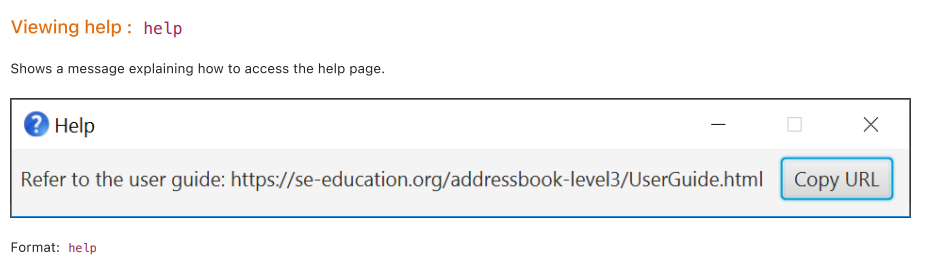 Viewing help : help
Shows a message explaining how to access the help page.
Help
Refer to the user guide: https://se-education.org/addressbook-level3/UserGuide.html Copy URL
Format: help